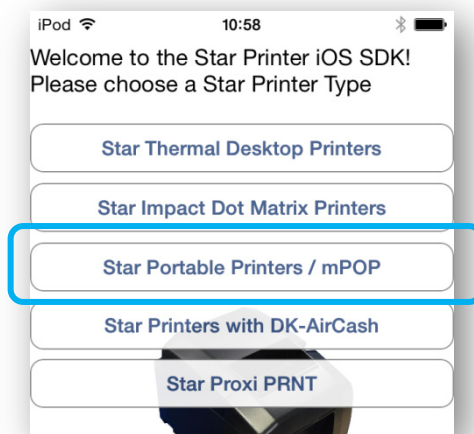 iPod 10:58
Welcome to the Star Printer iOS SDK!
Please choose a Star Printer Type
Star Thermal Desktop Printers
Star Impact Dot Matrix Printers
Star Portable Printers / mPOP
Star Printers with DK-AirCash
Star Proxi PRNT